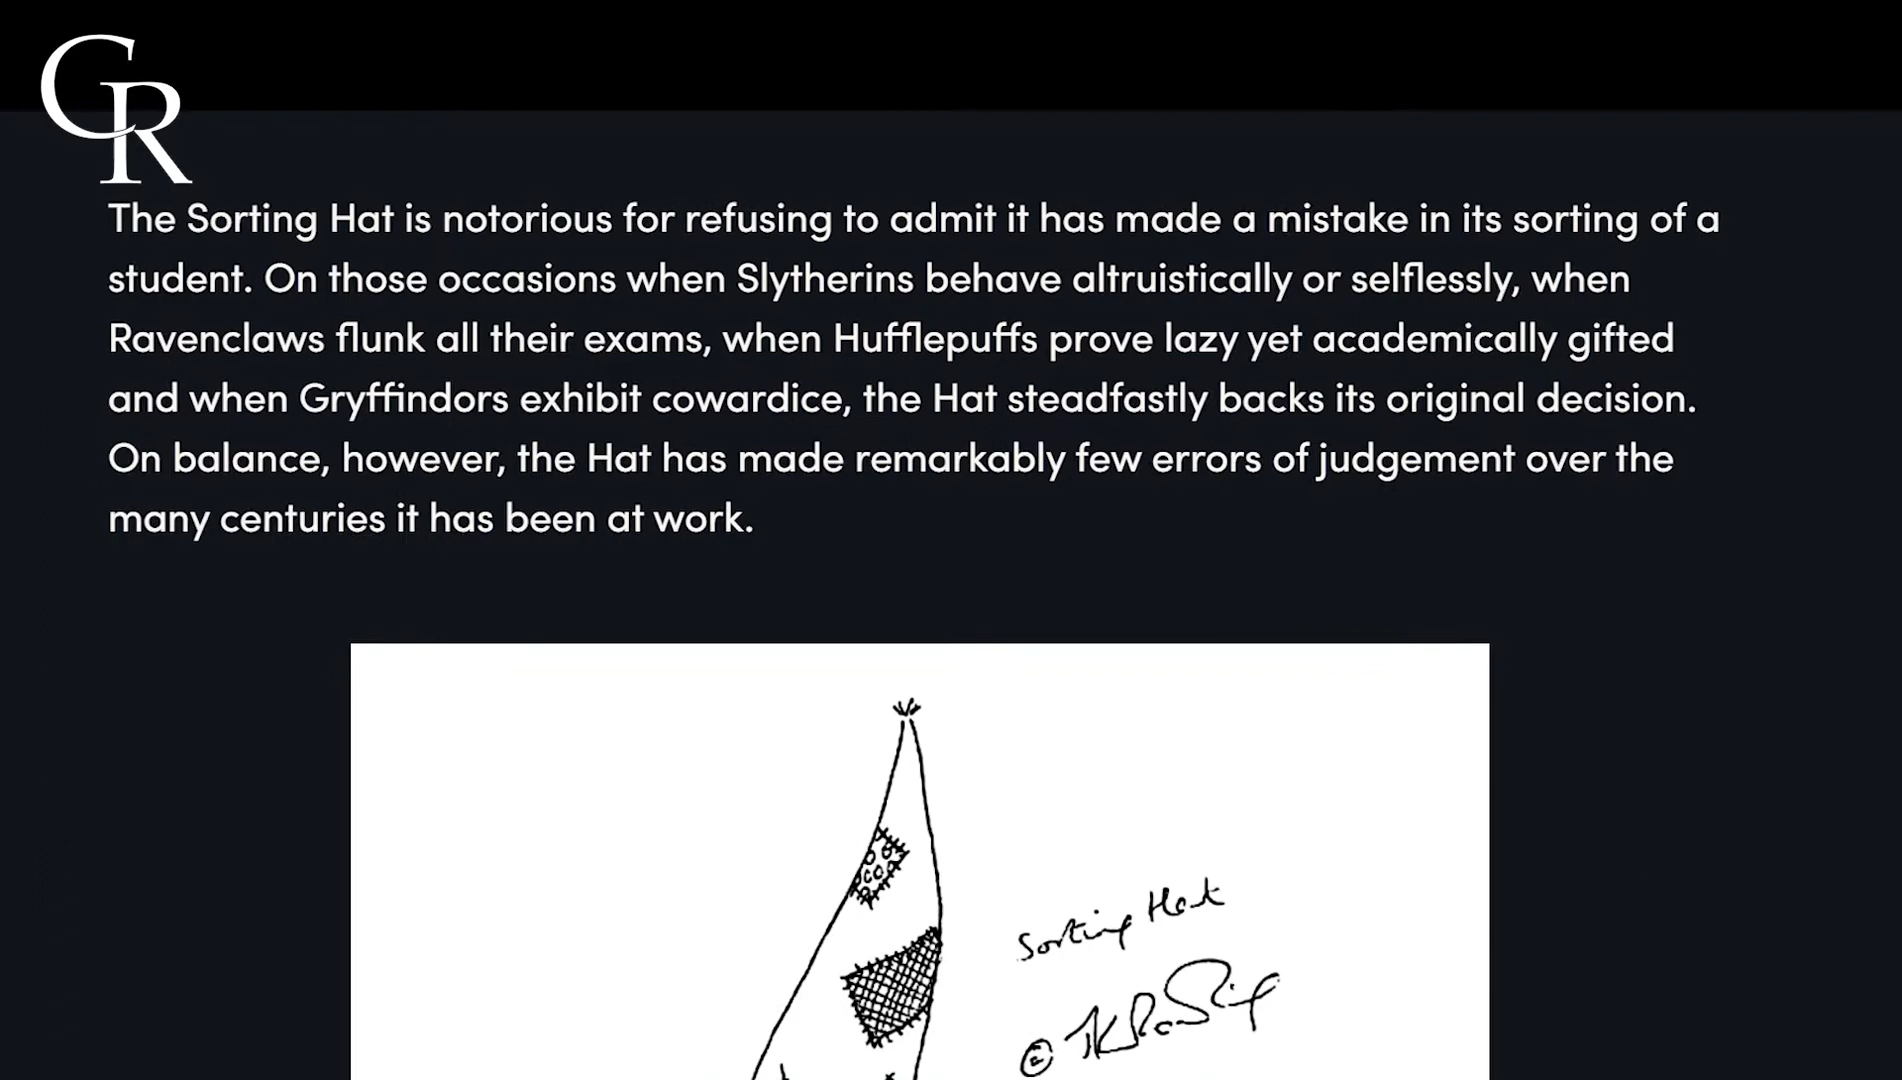 CR
The Sorting Hat is notorious for refusing to admit it has made a mistake in its sorting of a
student. On those occasions when Slytherins behave altruistically or selflessly, when
Ravenclaws flunk all their exams, when Hufflepuffs prove lazy yet academically gifted
and when Gryffindors exhibit cowardice, the Hat steadfastly backs its original decision.
On balance, however, the Hat has made remarkably few errors of judgement over the
many centuries it has been at work.
Sorting Hat
© JK Rowling